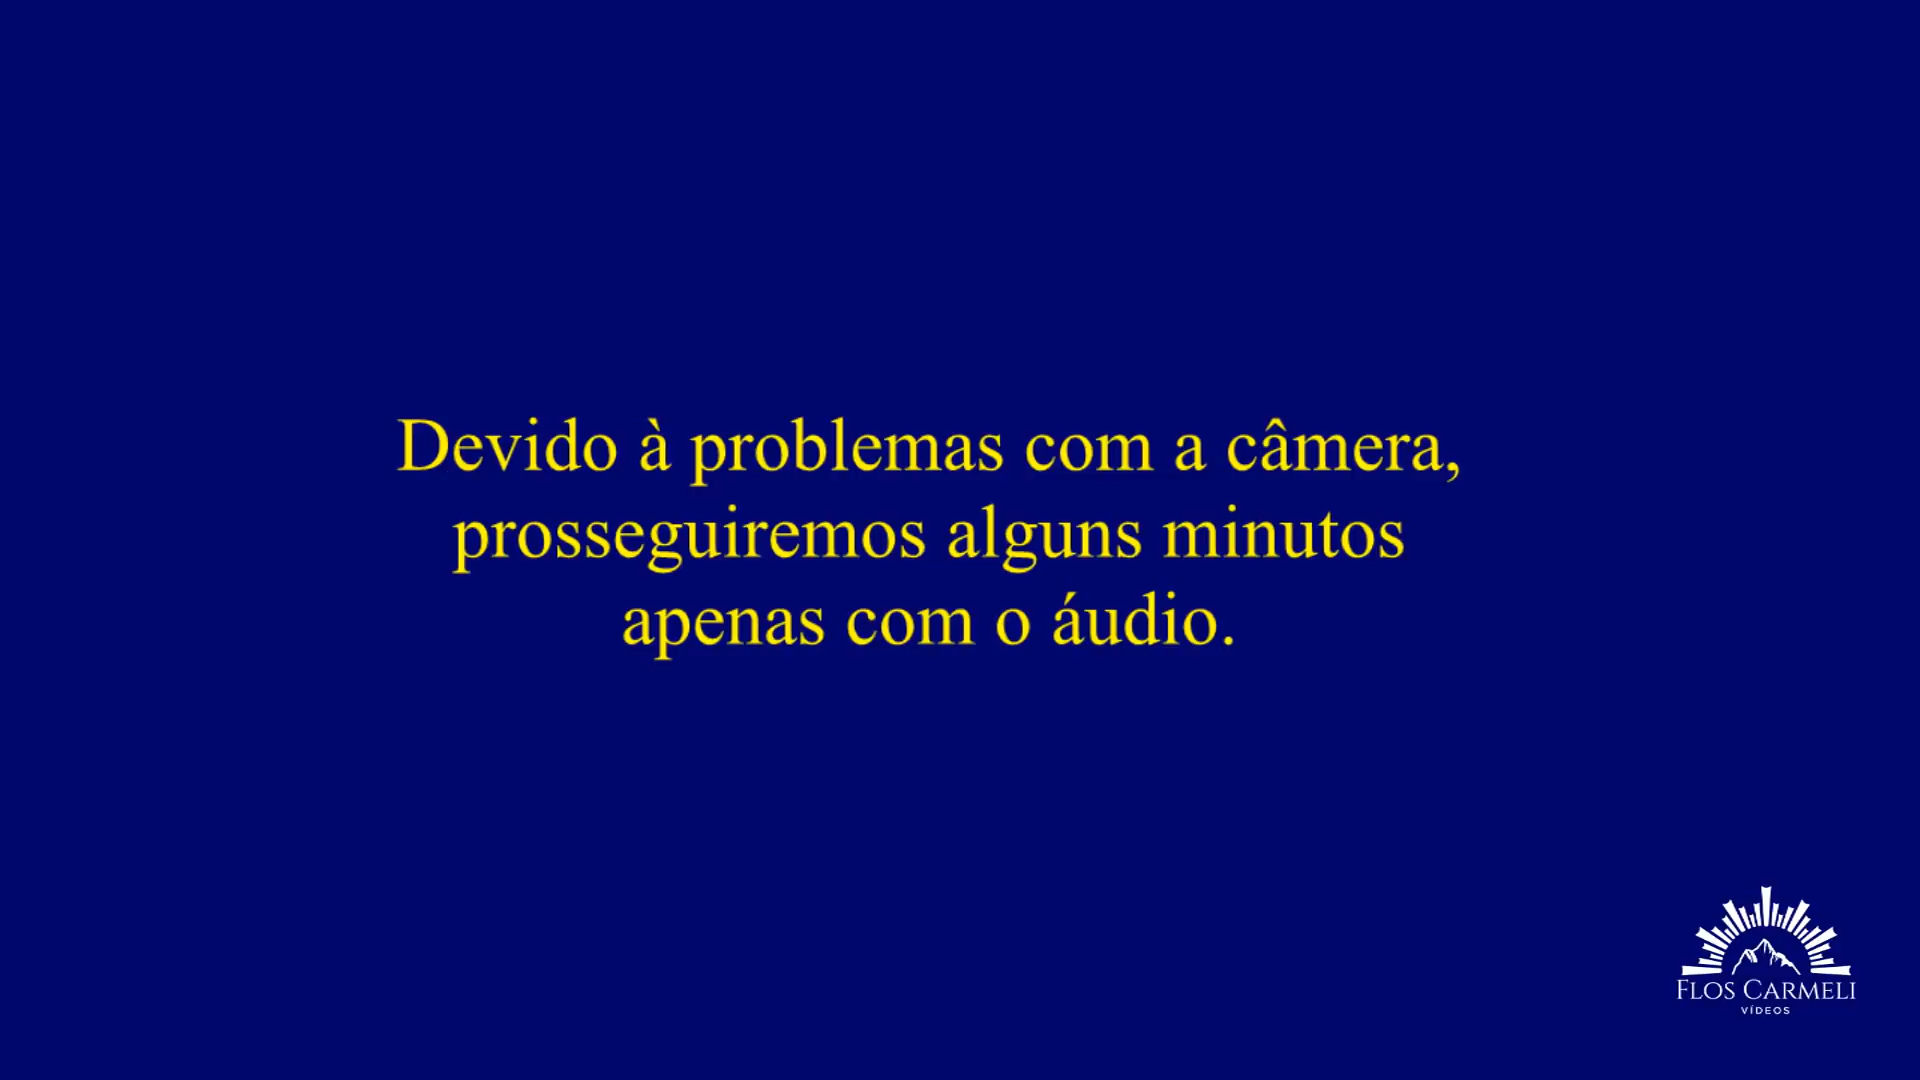 Devido à problemas com a câmera,
prosseguiremos alguns minutos
apenas com o áudio.
FLOS CARMELI
VÍDEOS